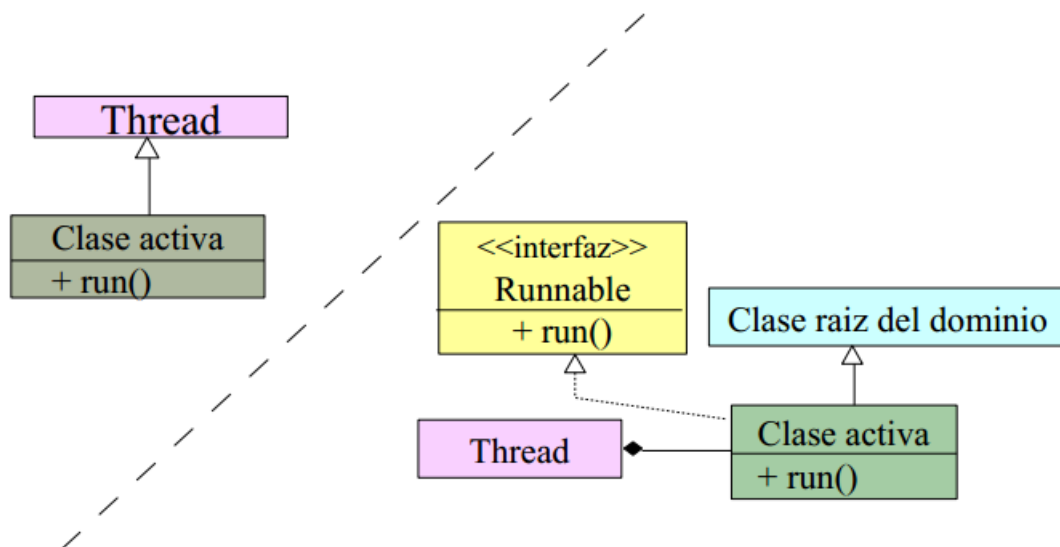 Thread
Clase activa
+ run()
<<interfaz>>
Runnable
+ run()
Clase raiz del dominio
Thread
Clase activa
+ run()